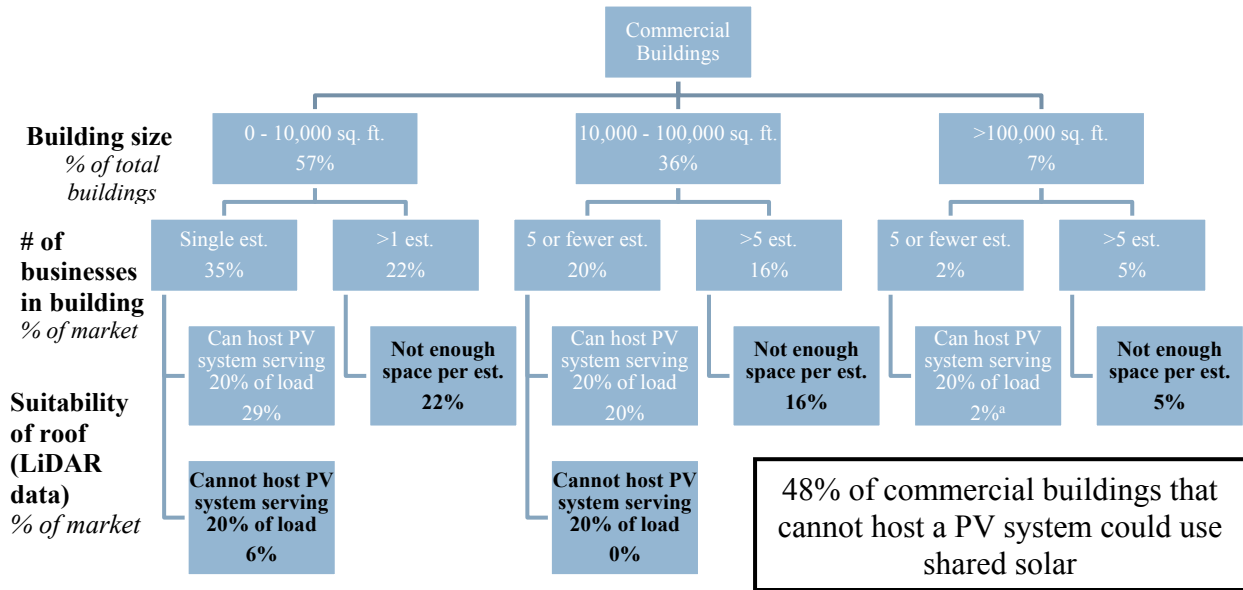 Commercial
Buildings
Building size
% of total
buildings
0 - 10,000 sq. ft.
57%
10,000 - 100,000 sq. ft.
36%
>100,000 sq. ft.
7%
# of
businesses
in building
% of market
Single est.
35%
>1 est.
22%
5 or fewer est.
20%
>5 est.
16%
5 or fewer est.
2%
>5 est.
5%
Suitability
of roof
(LiDAR
data)
% of market
Can host PV
system serving
20% of load
29%
Not enough
space per est.
22%
Can host PV
system serving
20% of load
20%
Not enough
space per est.
16%
Can host PV
system serving
20% of load
2%ᵃ
Not enough
space per est.
5%
Cannot host PV
system serving
20% of load
6%
Cannot host PV
system serving
20% of load
0%
48% of commercial buildings that
cannot host a PV system could use
shared solar